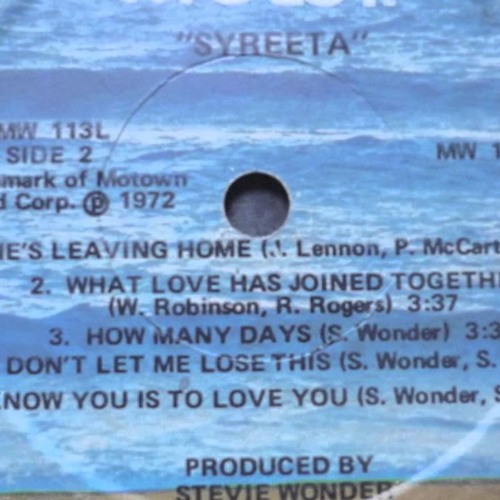 "SYREETA"
MW 113L
SIDE 2
MW 1
mark of Motown
d Corp. ℗ 1972
HE'S LEAVING HOME (J. Lennon, P. McCart
2. WHAT LOVE HAS JOINED TOGETH
(W. Robinson, R. Rogers) 3:37
3. HOW MANY DAYS (S. Wonder) 3:3
DON'T LET ME LOSE THIS (S. Wonder, S.
KNOW YOU IS TO LOVE YOU (S. Wonder, S
PRODUCED BY
STEVIE WONDER